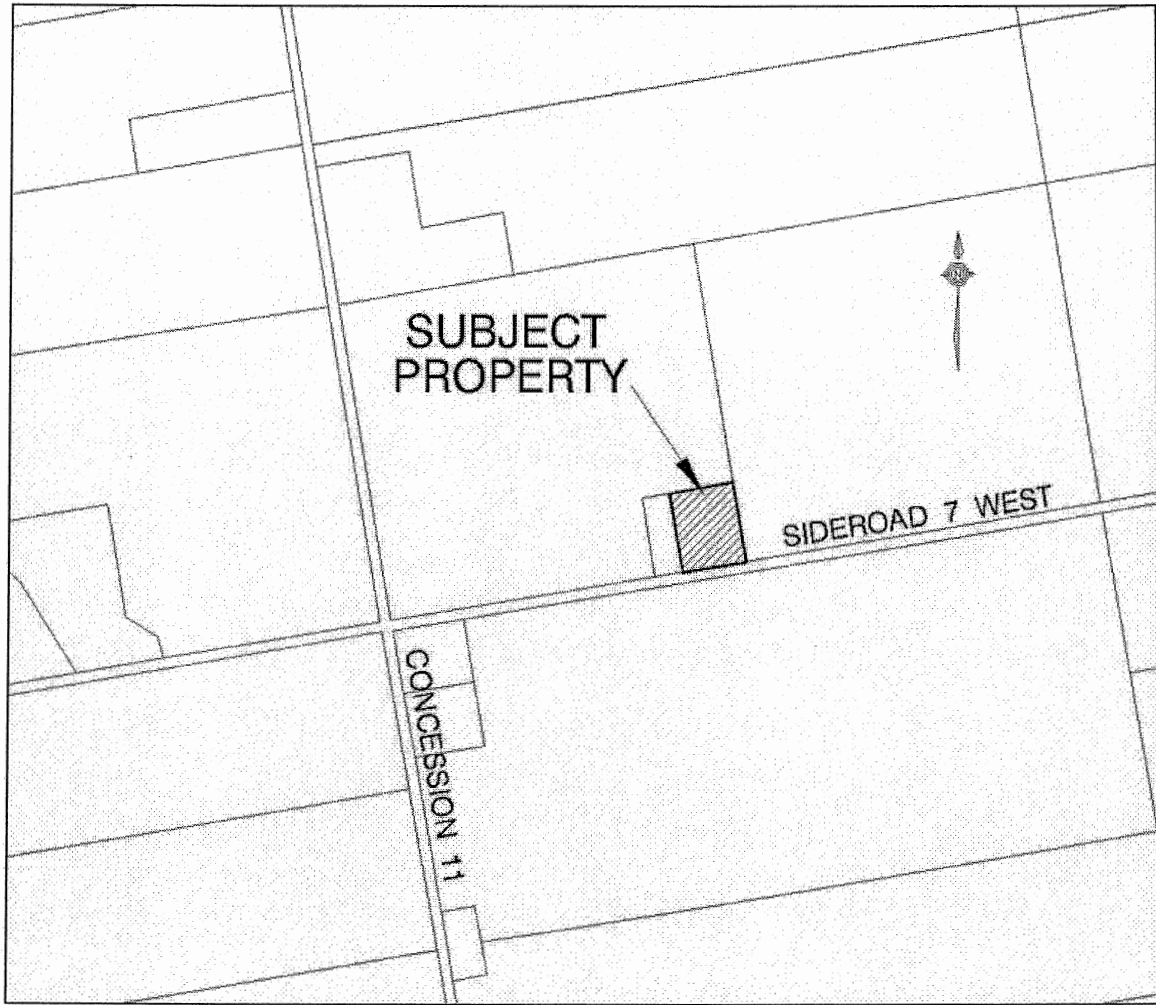 SUBJECT
PROPERTY
N
SIDEROAD 7 WEST
CONCESSION 11